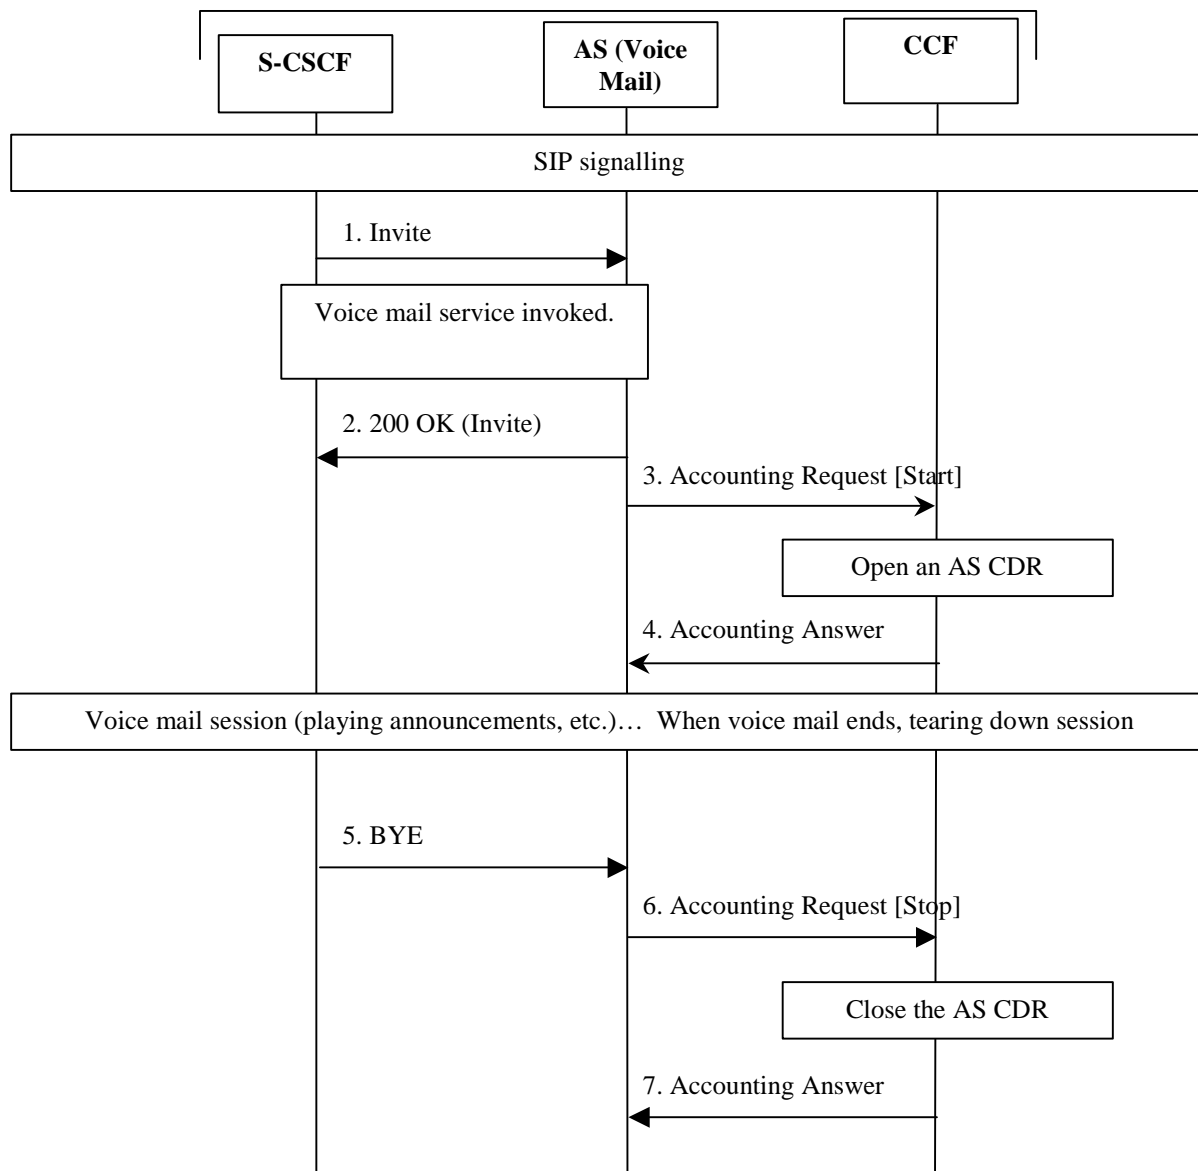 S-CSCF
AS (Voice
Mail)
CCF
SIP signalling
1. Invite
Voice mail service invoked.
2. 200 OK (Invite)
3. Accounting Request [Start]
Open an AS CDR
4. Accounting Answer
Voice mail session (playing announcements, etc.)… When voice mail ends, tearing down session
5. BYE
6. Accounting Request [Stop]
Close the AS CDR
7. Accounting Answer